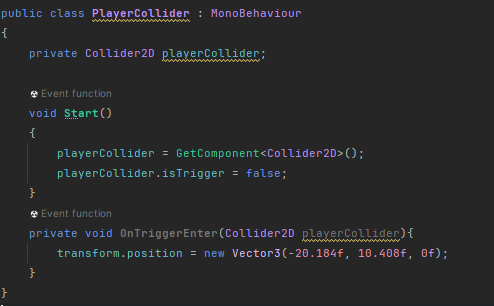 public class PlayerCollider : MonoBehaviour
{
    private Collider2D playerCollider;
    Event function
    void Start()
    {
        playerCollider = GetComponent<Collider2D>();
        playerCollider.isTrigger = false;
    }
    Event function
    private void OnTriggerEnter(Collider2D playerCollider){
        transform.position = new Vector3(-20.184f, 10.408f, 0f);
    }
}